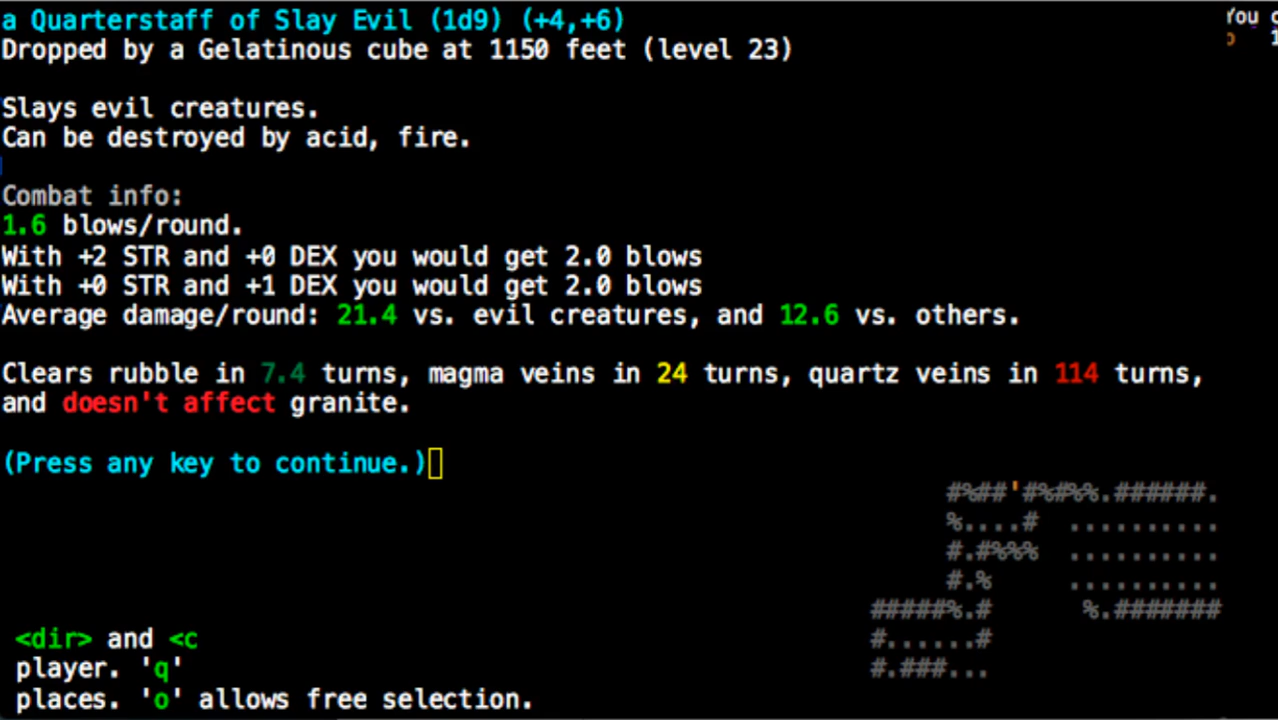 a Quarterstaff of Slay Evil (1d9) (+4,+6)
You
Dropped by a Gelatinous cube at 1150 feet (level 23)
Slays evil creatures.
Can be destroyed by acid, fire.
Combat info:
1.6 blows/round.
With +2 STR and +0 DEX you would get 2.0 blows
With +0 STR and +1 DEX you would get 2.0 blows
Average damage/round: 21.4 vs. evil creatures, and 12.6 vs. others.
Clears rubble in 7.4 turns, magma veins in 24 turns, quartz veins in 114 turns,
and doesn't affect granite.
(Press any key to continue.)
#%##'#%#%%.######.
%....# ..........
#.#%%% ..........
#.% ..........
#####%.# %.#######
#......#
#.###...
<dir> and <c
player. 'q'
places. 'o' allows free selection.